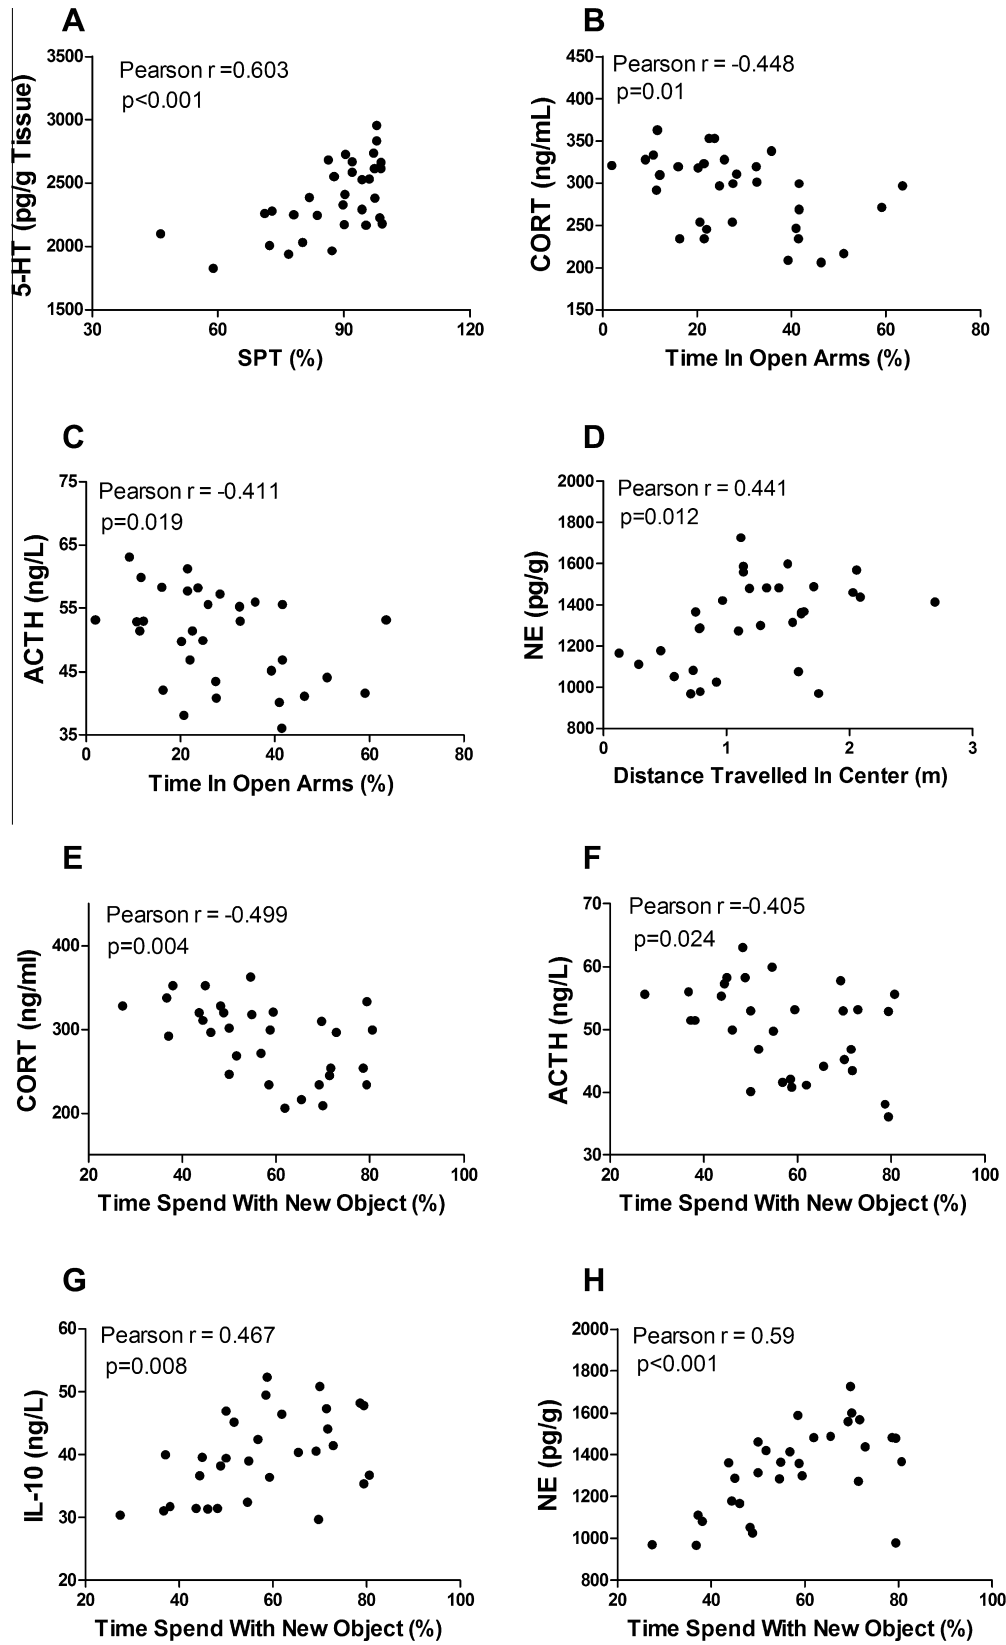 A
Pearson r =0.603
p<0.001
5-HT (pg/g Tissue)
3500
3000
2500
2000
1500
30 60 90 120
SPT (%)
B
Pearson r = -0.448
p=0.01
CORT (ng/mL)
450
400
350
300
250
200
150
0 20 40 60 80
Time In Open Arms (%)
C
Pearson r = -0.411
p=0.019
ACTH (ng/L)
75
65
55
45
35
0 20 40 60 80
Time In Open Arms (%)
D
Pearson r = 0.441
p=0.012
NE (pg/g)
2000
1800
1600
1400
1200
1000
800
0 1 2 3
Distance Travelled In Center (m)
E
Pearson r = -0.499
p=0.004
CORT (ng/ml)
400
300
200
20 40 60 80 100
Time Spend With New Object (%)
F
Pearson r =-0.405
p=0.024
ACTH (ng/L)
70
60
50
40
30
20 40 60 80 100
Time Spend With New Object (%)
G
Pearson r = 0.467
p=0.008
IL-10 (ng/L)
60
50
40
30
20
20 40 60 80 100
Time Spend With New Object (%)
H
Pearson r = 0.59
p<0.001
NE (pg/g)
2000
1800
1600
1400
1200
1000
800
20 40 60 80 100
Time Spend With New Object (%)